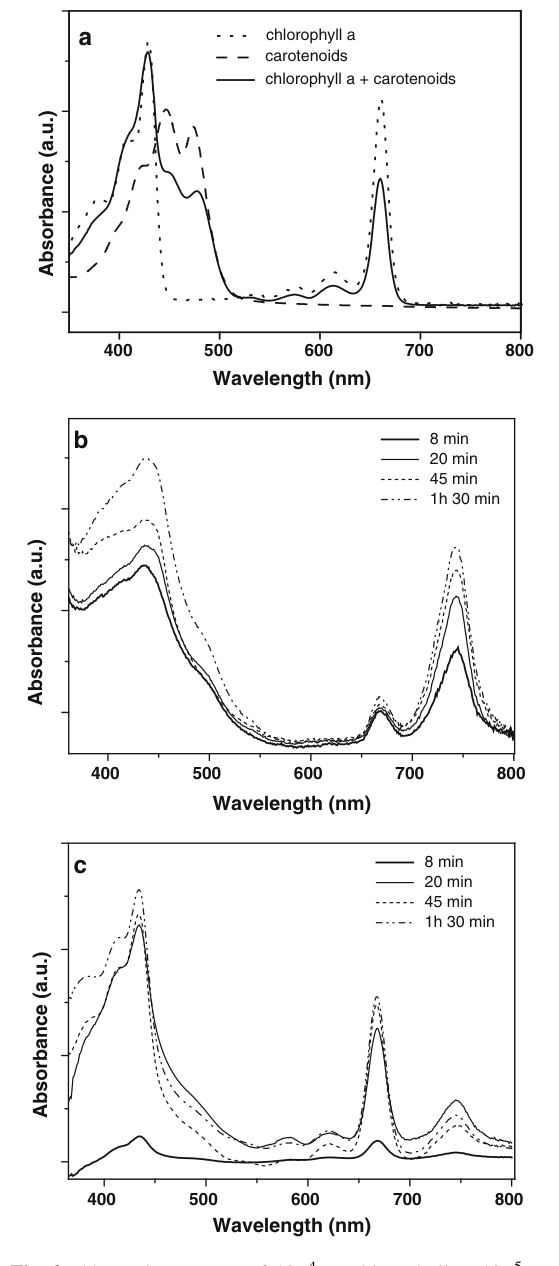 a
chlorophyll a
carotenoids
chlorophyll a + carotenoids
Absorbance (a.u.)
400 500 600 700 800
Wavelength (nm)
b
8 min
20 min
45 min
1h 30 min
Absorbance (a.u.)
400 500 600 700 800
Wavelength (nm)
c
8 min
20 min
45 min
1h 30 min
Absorbance (a.u.)
400 500 600 700 800
Wavelength (nm)